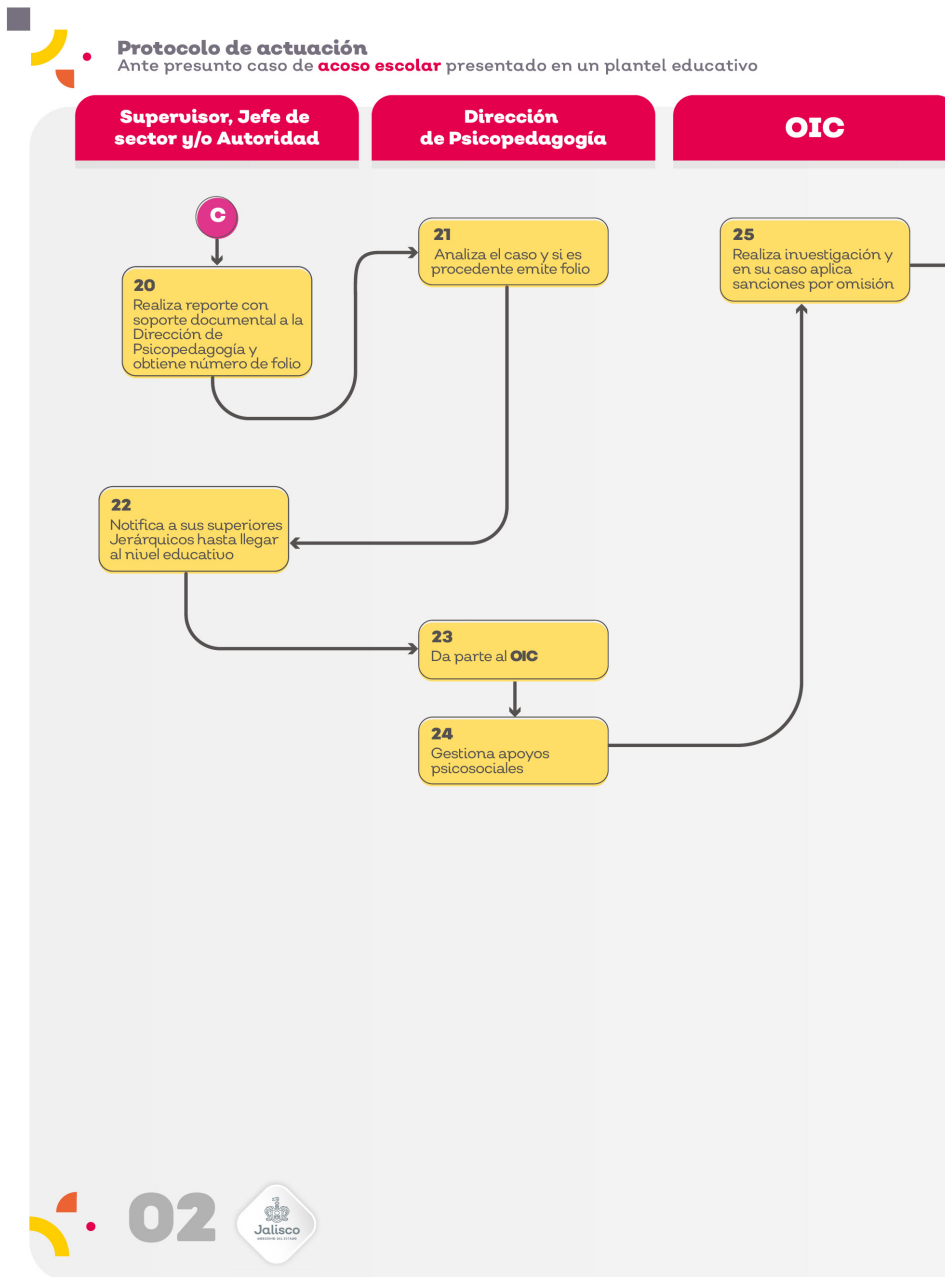 Protocolo de actuación
Ante presunto caso de acoso escolar presentado en un plantel educativo
Supervisor, Jefe de
sector y/o Autoridad
Dirección
de Psicopedagogía
OIC
C
20
Realiza reporte con
soporte documental a la
Dirección de
Psicopedagogía y
obtiene número de folio
21
Analiza el caso y si es
procedente emite folio
25
Realiza investigación y
en su caso aplica
sanciones por omisión
22
Notifica a sus superiores
Jerárquicos hasta llegar
al nivel educativo
23
Da parte al OIC
24
Gestiona apoyos
psicosociales
02
Jalisco
GOBIERNO DEL ESTADO